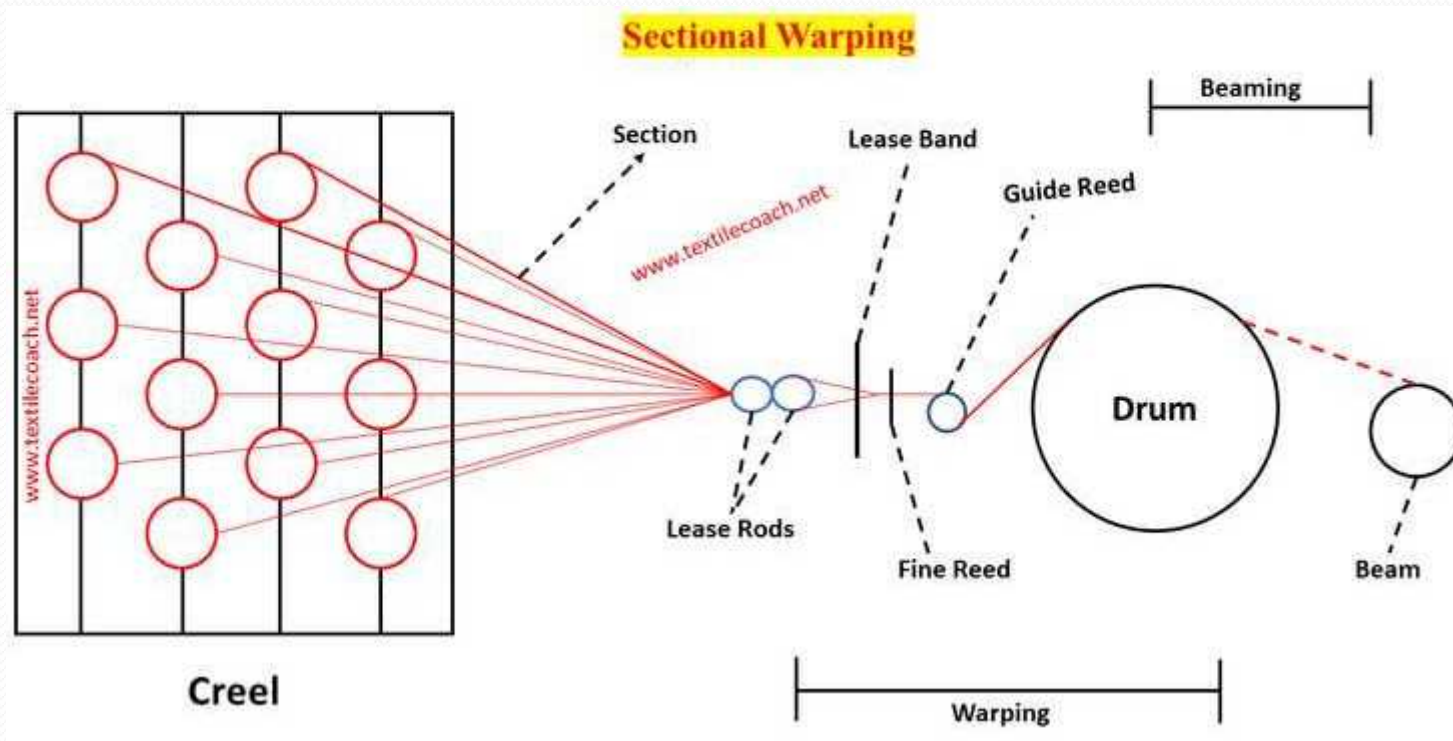 Sectional Warping
Beaming
Section
Lease Band
Guide Reed
www.textilecoach.net
www.textilecoach.net
Drum
Lease Rods
Fine Reed
Beam
Creel
Warping